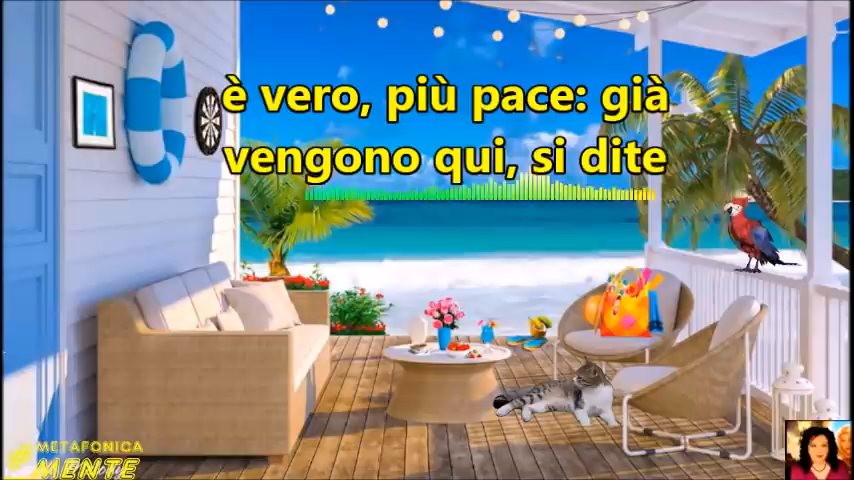 è vero, più pace: già
vengono qui, si dite
#METAFONICA
MENTE